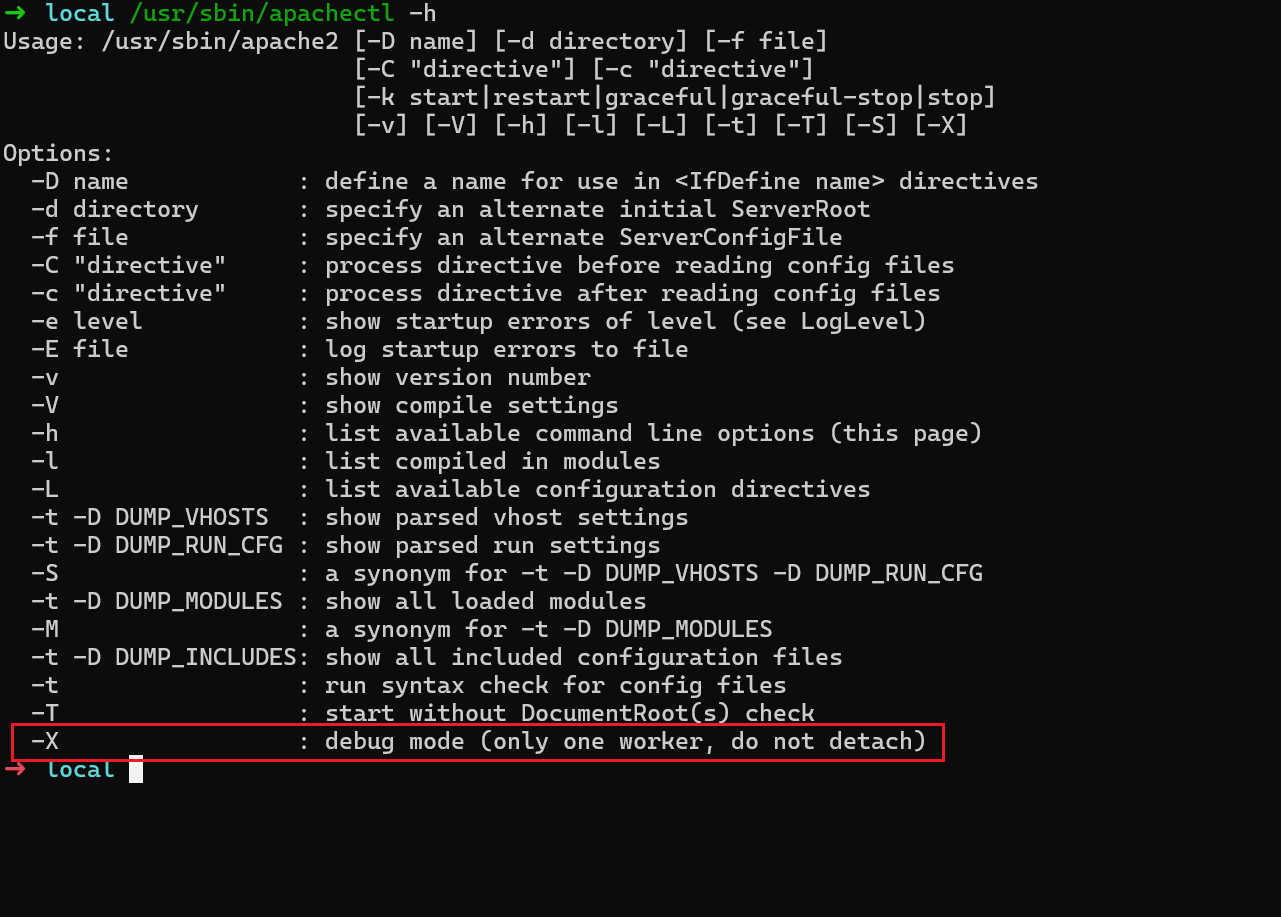 → local /usr/sbin/apachectl -h
Usage: /usr/sbin/apache2 [-D name] [-d directory] [-f file]
                         [-C "directive"] [-c "directive"]
                         [-k start|restart|graceful|graceful-stop|stop]
                         [-v] [-V] [-h] [-l] [-L] [-t] [-T] [-S] [-X]
Options:
  -D name            : define a name for use in <IfDefine name> directives
  -d directory       : specify an alternate initial ServerRoot
  -f file            : specify an alternate ServerConfigFile
  -C "directive"     : process directive before reading config files
  -c "directive"     : process directive after reading config files
  -e level           : show startup errors of level (see LogLevel)
  -E file            : log startup errors to file
  -v                 : show version number
  -V                 : show compile settings
  -h                 : list available command line options (this page)
  -l                 : list compiled in modules
  -L                 : list available configuration directives
  -t -D DUMP_VHOSTS  : show parsed vhost settings
  -t -D DUMP_RUN_CFG : show parsed run settings
  -S                 : a synonym for -t -D DUMP_VHOSTS -D DUMP_RUN_CFG
  -t -D DUMP_MODULES : show all loaded modules
  -M                 : a synonym for -t -D DUMP_MODULES
  -t -D DUMP_INCLUDES: show all included configuration files
  -t                 : run syntax check for config files
  -T                 : start without DocumentRoot(s) check
  -X                 : debug mode (only one worker, do not detach)
→ local